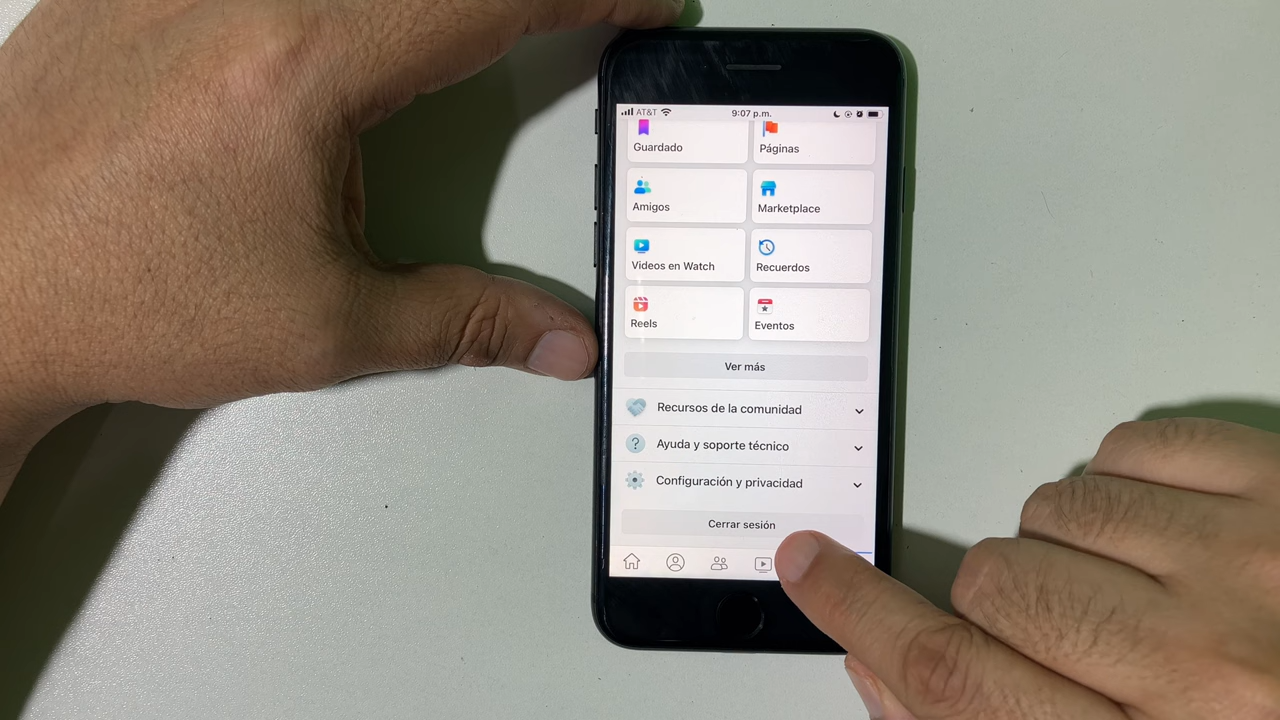 AT&T 9:07 p.m.
Guardado Páginas
Amigos Marketplace
Videos en Watch Recuerdos
Reels Eventos
Ver más
Recursos de la comunidad
? Ayuda y soporte técnico
Configuración y privacidad
Cerrar sesión